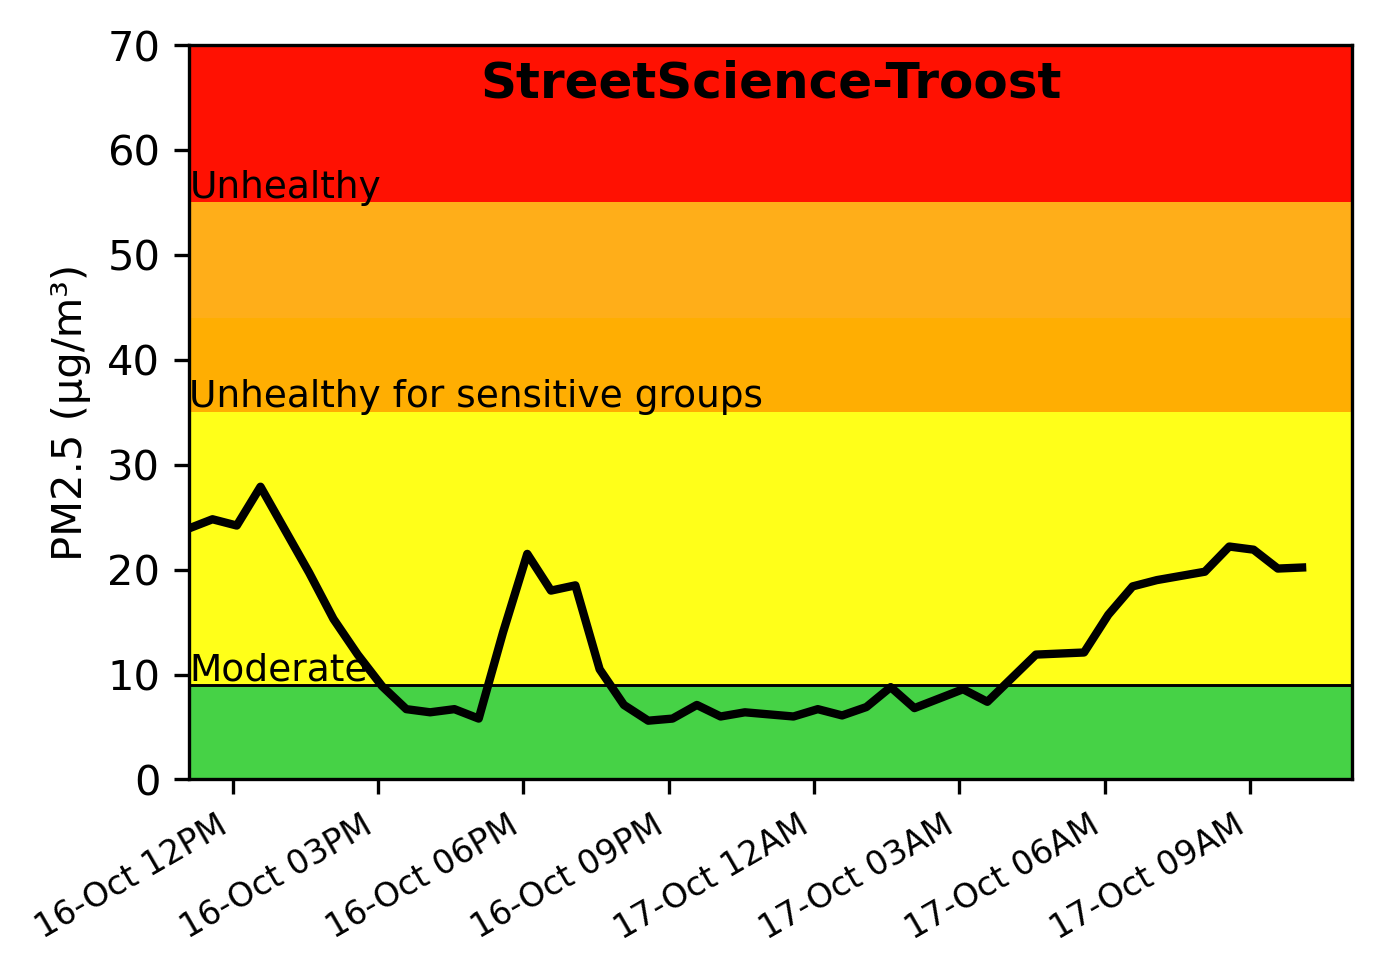 StreetScience-Troost
PM2.5 (µg/m³)
70
60
Unhealthy
50
40
Unhealthy for sensitive groups
30
20
10
Moderate
0
16-Oct 12PM
16-Oct 03PM
16-Oct 06PM
16-Oct 09PM
17-Oct 12AM
17-Oct 03AM
17-Oct 06AM
17-Oct 09AM